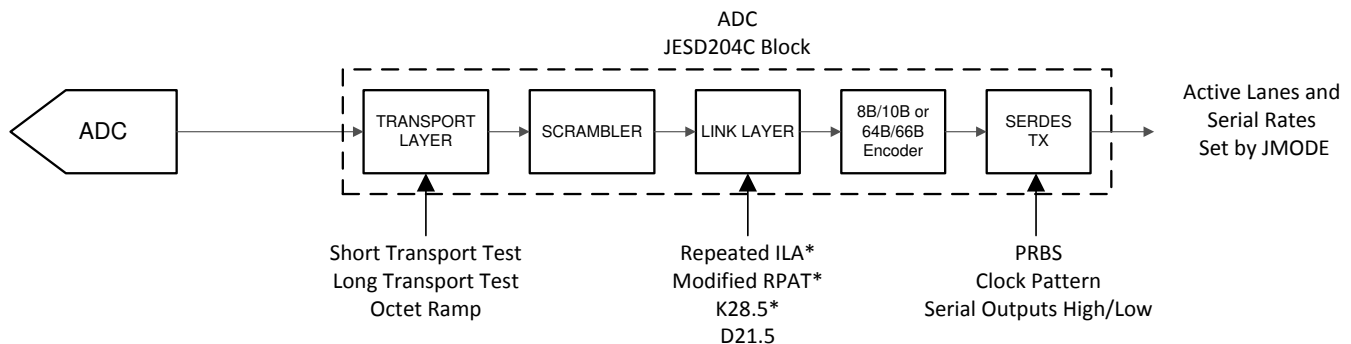 ADC
JESD204C Block
ADC
TRANSPORT
LAYER
SCRAMBLER
LINK LAYER
8B/10B or
64B/66B
Encoder
SERDES
TX
Active Lanes and
Serial Rates
Set by JMODE
Short Transport Test
Long Transport Test
Octet Ramp
Repeated ILA*
Modified RPAT*
K28.5*
D21.5
PRBS
Clock Pattern
Serial Outputs High/Low